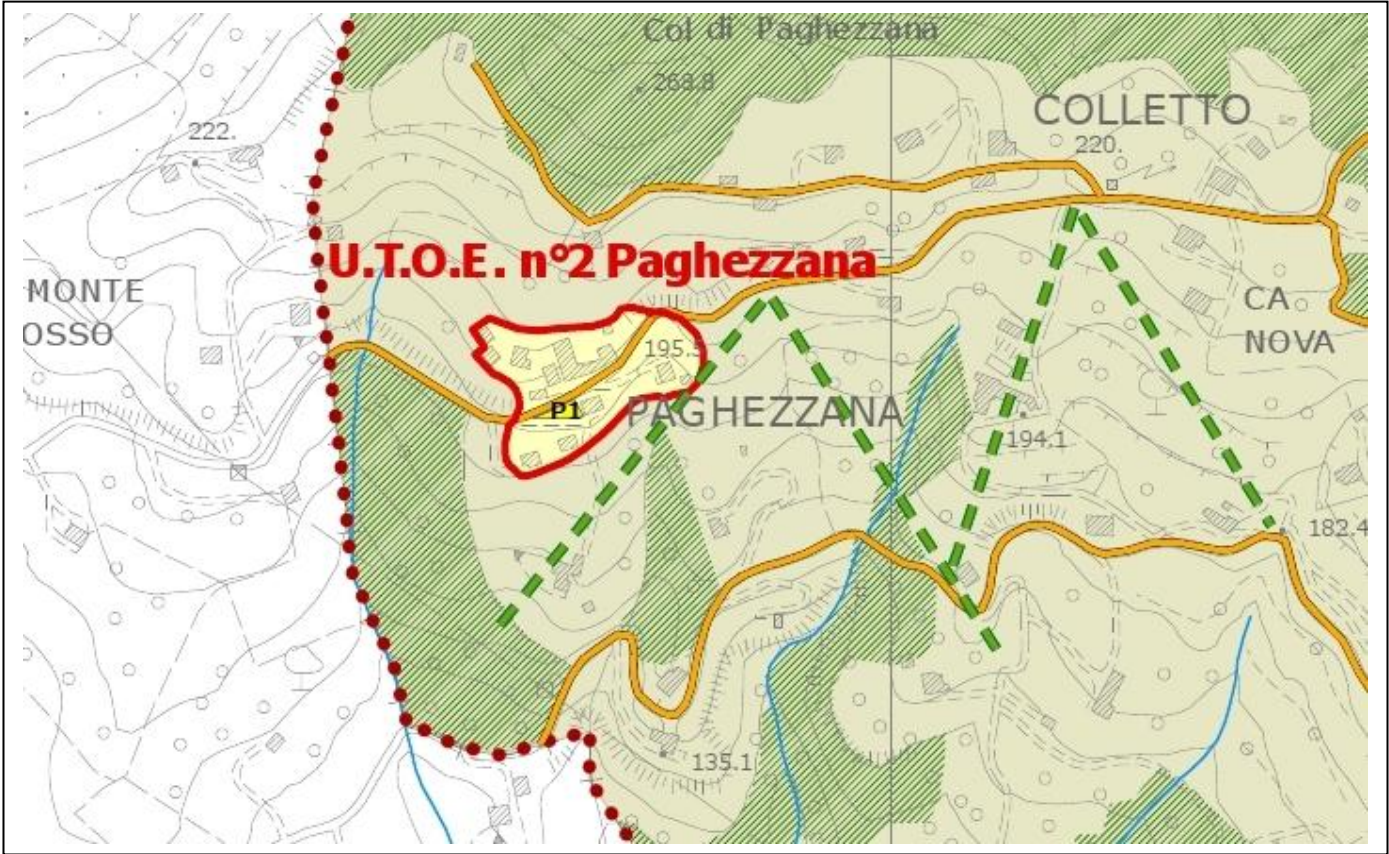 Col di Paghezzana
268.8
COLLETTO
222.
220.
U.T.O.E. n°2 Paghezzana
MONTE
OSSO
CA
NOVA
195.5
P1
PAGHEZZANA
194.1
182.4
135.1